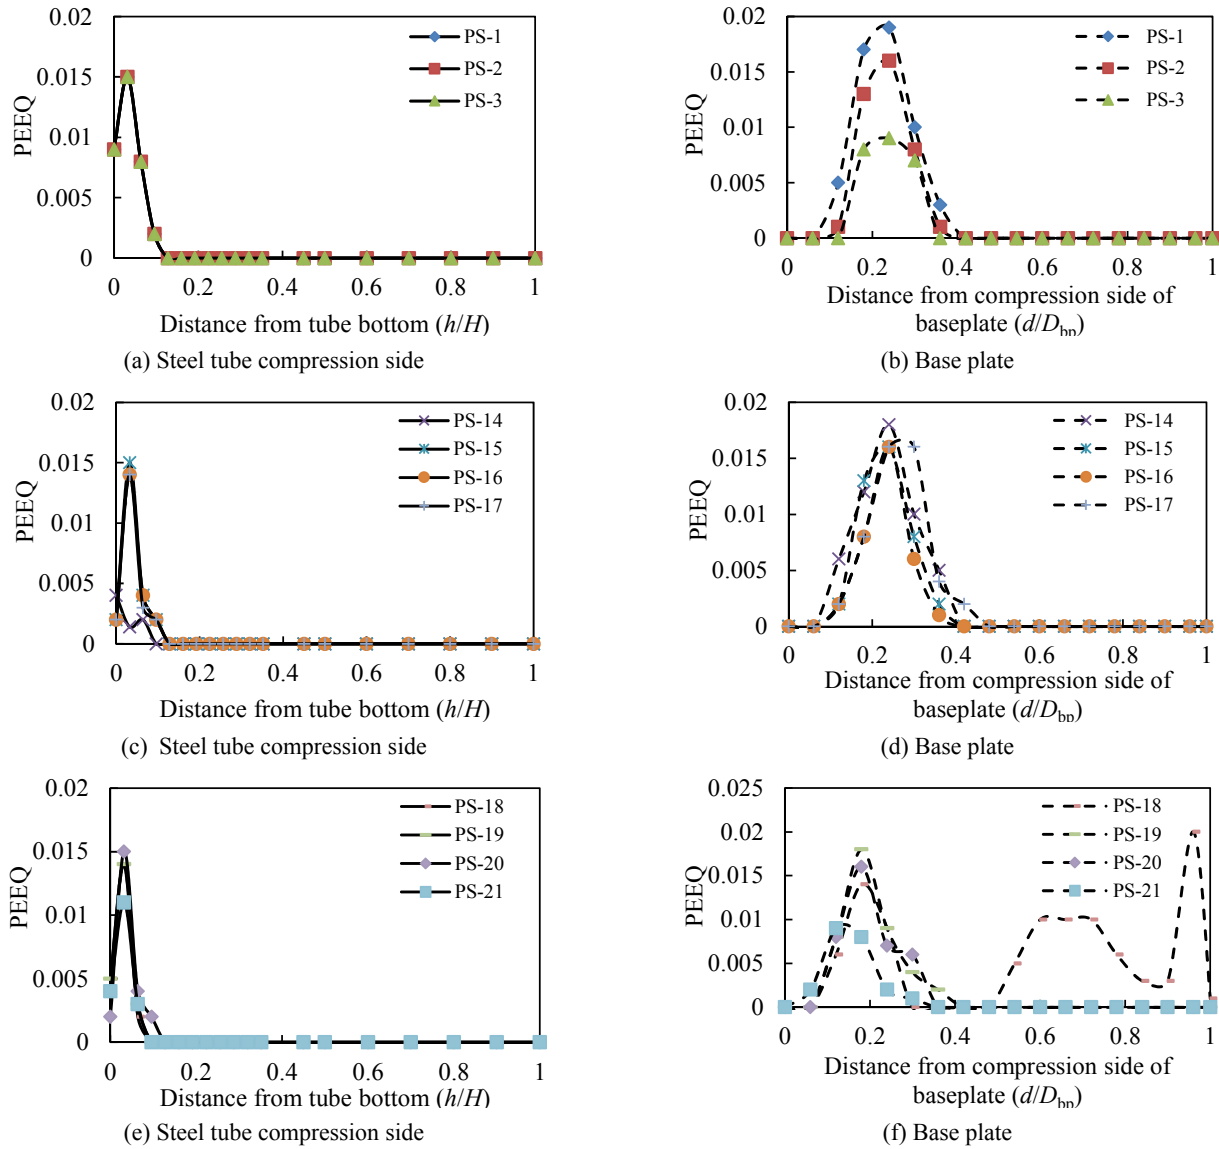 0.02
0.015
0.01
0.005
0
PEEQ
PS-1
PS-2
PS-3
0 0.2 0.4 0.6 0.8 1
Distance from tube bottom (h/H)
(a) Steel tube compression side
0.02
0.015
0.01
0.005
0
PEEQ
PS-1
PS-2
PS-3
0 0.2 0.4 0.6 0.8 1
Distance from compression side of
baseplate (d/Dbp)
(b) Base plate
0.02
0.015
0.01
0.005
0
PEEQ
PS-14
PS-15
PS-16
PS-17
0 0.2 0.4 0.6 0.8 1
Distance from tube bottom (h/H)
(c) Steel tube compression side
0.02
0.015
0.01
0.005
0
PEEQ
PS-14
PS-15
PS-16
PS-17
0 0.2 0.4 0.6 0.8 1
Distance from compression side of
baseplate (d/Dbp)
(d) Base plate
0.02
0.015
0.01
0.005
0
PEEQ
PS-18
PS-19
PS-20
PS-21
0 0.2 0.4 0.6 0.8 1
Distance from tube bottom (h/H)
(e) Steel tube compression side
0.025
0.02
0.015
0.01
0.005
0
PEEQ
PS-18
PS-19
PS-20
PS-21
0 0.2 0.4 0.6 0.8 1
Distance from compression side of
baseplate (d/Dbp)
(f) Base plate